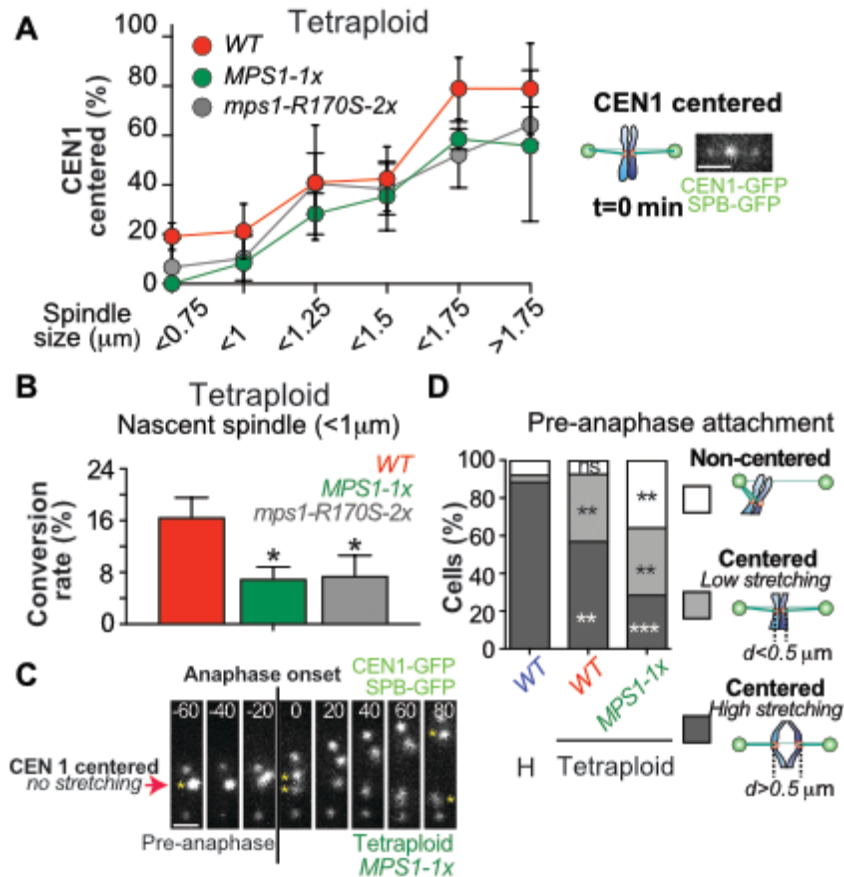 A
Tetraploid
100
80
60
40
20
0
CEN1
centered (%)
WT
MPS1-1x
mps1-R170S-2x
Spindle
size (μm)
<0.75
<1
<1.25
<1.5
<1.75
>1.75
CEN1 centered
t=0 min
CEN1-GFP
SPB-GFP
B
Tetraploid
Nascent spindle (<1μm)
24
16
8
0
Conversion
rate (%)
WT
MPS1-1x
mps1-R170S-2x
*
*
C
Anaphase onset
CEN1-GFP
SPB-GFP
-60
-40
-20
0
20
40
60
80
CEN 1 centered
no stretching
*
*
*
*
*
Pre-anaphase
Tetraploid
MPS1-1x
D
Pre-anaphase attachment
100
80
60
40
20
0
Cells (%)
ns
**
**
**
**
***
WT
WT
MPS1-1x
H
Tetraploid
Non-centered
Centered
Low stretching
d<0.5 μm
Centered
High stretching
d>0.5 μm